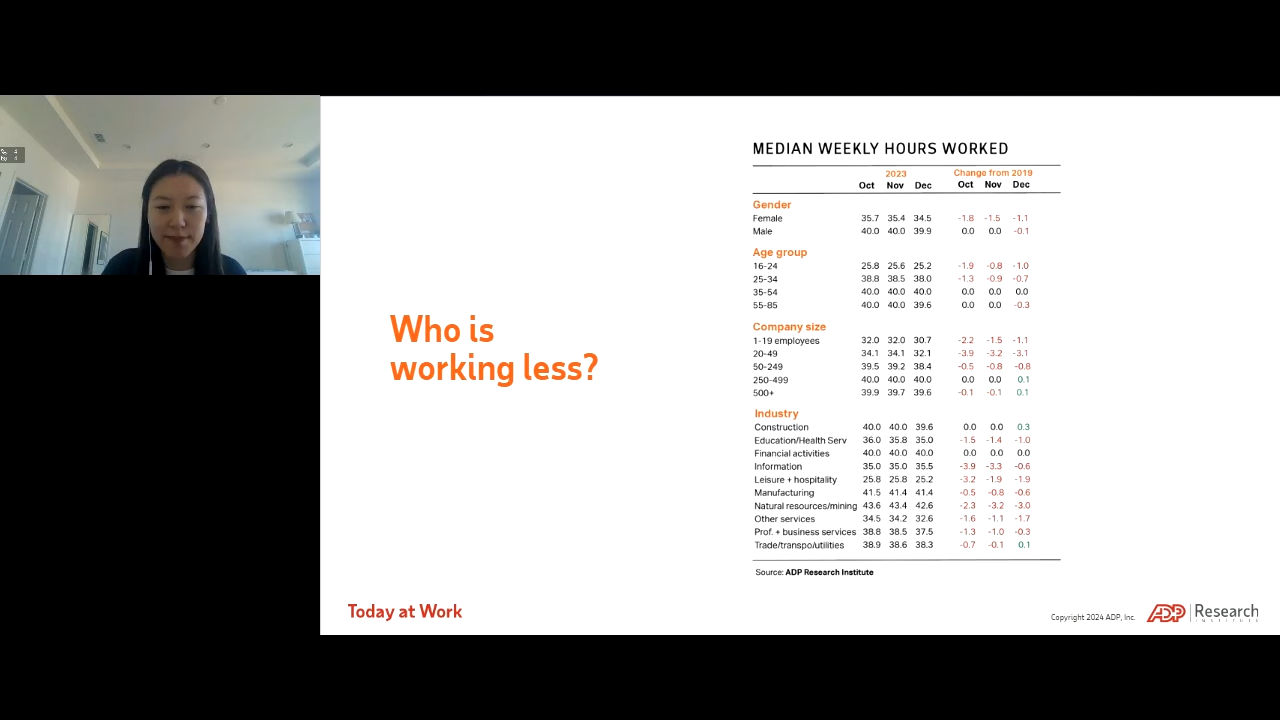 MEDIAN WEEKLY HOURS WORKED
2023 Change from 2019
Oct Nov Dec Oct Nov Dec
Gender
Female 35.7 35.4 34.5 -1.8 -1.5 -1.1
Male 40.0 40.0 39.9 0.0 0.0 -0.1
Age group
16-24 25.8 25.6 25.2 -1.9 -0.8 -1.0
25-34 38.8 38.5 38.0 -1.3 -0.9 -0.7
35-54 40.0 40.0 40.0 0.0 0.0 0.0
55-85 40.0 40.0 39.6 0.0 0.0 -0.3
Company size
1-19 employees 32.0 32.0 30.7 -2.2 -1.5 -1.1
20-49 34.1 34.1 32.1 -3.9 -3.2 -3.1
50-249 39.5 39.2 38.4 -0.5 -0.8 -0.8
250-499 40.0 40.0 40.0 0.0 0.0 0.1
500+ 39.9 39.7 39.6 -0.1 -0.1 0.1
Industry
Construction 40.0 40.0 39.6 0.0 0.0 0.3
Education/Health Serv 36.0 35.8 35.0 -1.5 -1.4 -1.0
Financial activities 40.0 40.0 40.0 0.0 0.0 0.0
Information 35.0 35.0 35.5 -3.9 -3.3 -0.6
Leisure + hospitality 25.8 25.8 25.2 -3.2 -1.9 -1.9
Manufacturing 41.5 41.4 41.4 -0.5 -0.8 -0.6
Natural resources/mining 43.6 43.4 42.6 -2.3 -3.2 -3.0
Other services 34.5 34.2 32.6 -1.6 -1.1 -1.7
Prof. + business services 38.8 38.5 37.5 -1.3 -1.0 -0.3
Trade/transpo/utilities 38.9 38.6 38.3 -0.7 -0.1 0.1
Source: ADP Research Institute
Who is
working less?
Today at Work
Copyright 2024 ADP, Inc.
ADP Research
INSTITUTE